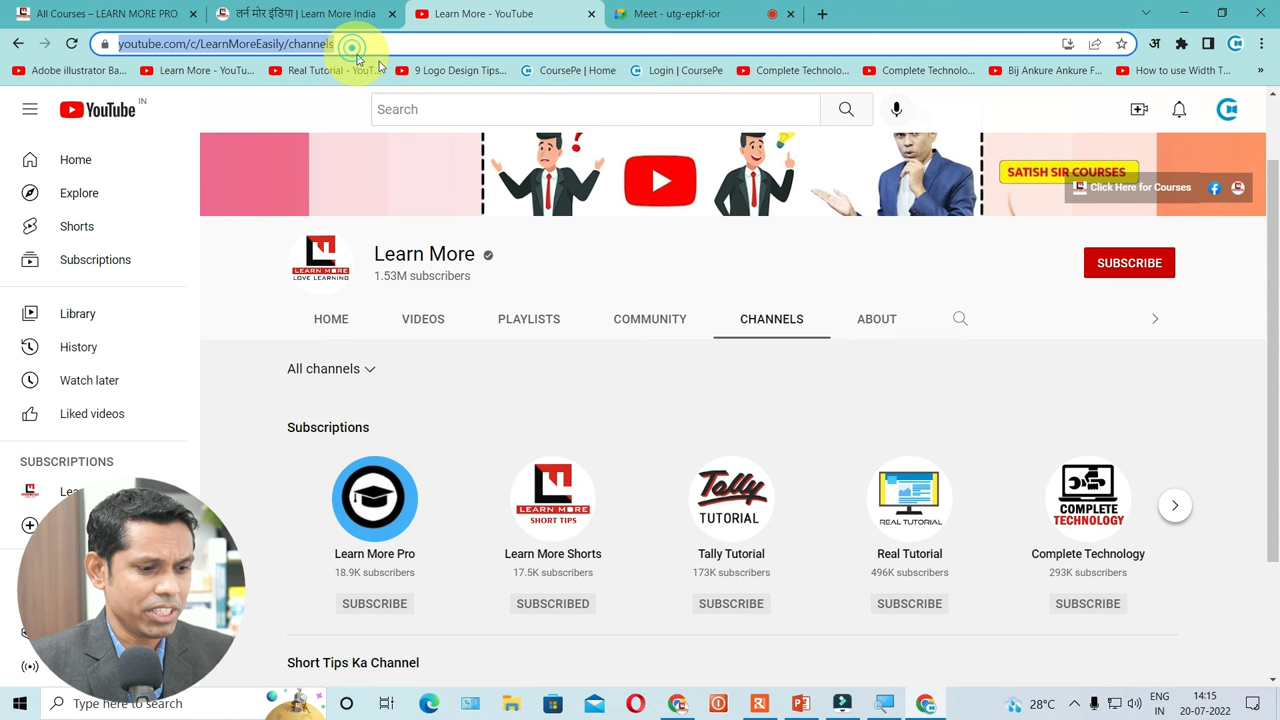 लर्न मोर इंडिया | Learn More India
Learn More - YouTube
Index
Meet - utg-epkf-ino
youtube.com/c/LearnMoreEasily/channels
अ
Adobe illustrator Ba...
Learn More - YouTu...
Real Tutorial - YouT...
9 Logo Design Tips...
CoursePe | Home
Login | CoursePe
Complete Technolo...
Complete Technolo...
Bij Ankure Ankure F...
How to use Width T...
YouTube IN
Search
Home
Explore
Shorts
Subscriptions
Library
History
Watch later
Liked videos
SUBSCRIPTIONS
SATISH SIR COURSES
Click Here for Courses
LEARN MORE
LOVE LEARNING
Learn More
1.53M subscribers
SUBSCRIBE
HOME
VIDEOS
PLAYLISTS
COMMUNITY
CHANNELS
ABOUT
All channels
Subscriptions
LEARN MORE
SHORT TIPS
Tally
TUTORIAL
REAL TUTORIAL
COMPLETE
TECHNOLOGY
Learn More Pro
Learn More Shorts
Tally Tutorial
Real Tutorial
Complete Technology
18.9K subscribers
17.5K subscribers
173K subscribers
496K subscribers
293K subscribers
SUBSCRIBE
SUBSCRIBED
SUBSCRIBE
SUBSCRIBE
SUBSCRIBE
Short Tips Ka Channel
Type here to search
28°C
ENG
IN
14:15
20-07-2022